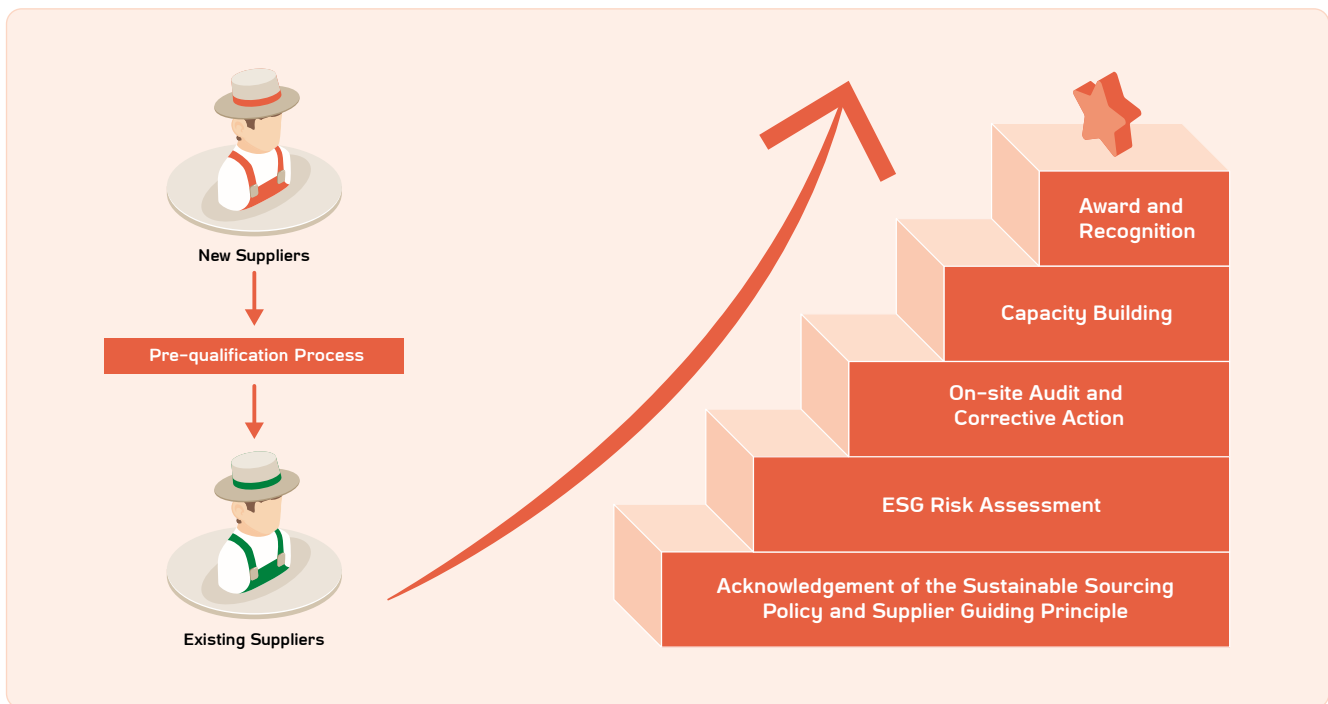 New Suppliers
Pre-qualification Process
Existing Suppliers
Award and
Recognition
Capacity Building
On-site Audit and
Corrective Action
ESG Risk Assessment
Acknowledgement of the Sustainable Sourcing
Policy and Supplier Guiding Principle